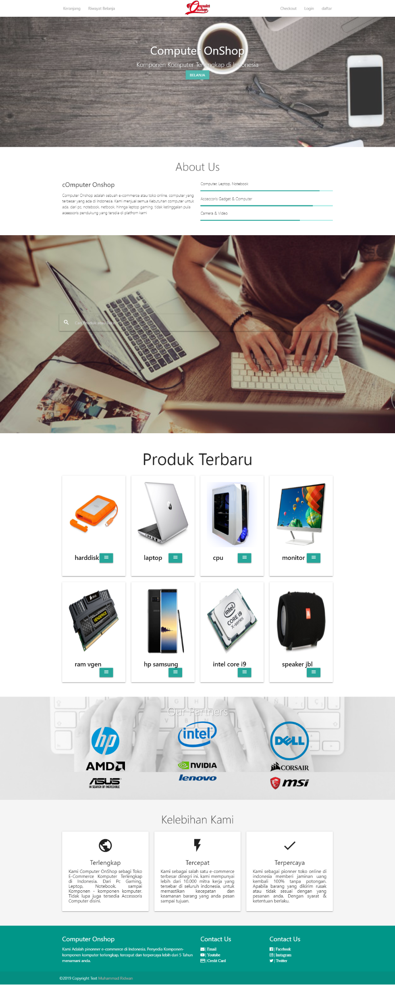 Keranjang Riwayat Belanja
Computer Onshop
Checkout Login daftar
Computer OnShop
Komponen Komputer Terlengkap di Indonesia
BELANJA
About Us
cOmputer Onshop
Computer Onshop adalah sebuah e-commerce atau toko online, computer yang
terbesar yang ada di Indonesia. Kami menjual semua Kebutuhan computer untuk
ada, dari pc, notebook, netbook, hinnga leptop gaming, tidak ketinggalan pula
aceessoris pendukung yang tersdia di platfrom kami
Computer, Leptop, Notebook
Acceccoris Gadget & Computer
Camera & Video
Cari Produk atau Toko
Produk Terbaru
harddisk
laptop
cpu
monitor
VENGEANCE
intel
CORE i9
X-series
JBL
ram vgen
hp samsung
intel core i9
speaker jbl
Our Partners
hp
intel
DELL
AMD
NVIDIA
CORSAIR
ASUS
IN SEARCH OF INCREDIBLE
lenovo
msi
Kelebihan Kami
Terlengkap
Kami Computer OnShop sebagi Toko
E-Commerce Komputer Terlengkap
di Indonesia. Dari Pc Gaming,
Leptop, Notebook. sampai
Komponen - komponen komputer.
Tidak lupa juga tersedia Accessoris
Computer disini.
Tercepat
Kami sebagai salah satu e-commerce
terbesar dinegri ini. kami mempunyai
lebih dari 10.000 mitra kerja yang
tersebar di seluruh indonesia, untuk
memastikan kecepatan dan
keamanan barang yang anda pesan
sampai tujuan.
Terpercaya
Kami sebagai pionner toko online di
indonesia memberi jaminan uang
kembali 100% tanpa potongan.
Apabila barang yang dikirim rusak
atau tidak sesuai dengan yang
pesanan anda. Dengan syarat &
ketentuan berlaku.
Computer Onshop
Kami Adalah pinonner e-commerce di Indonesia. Penyedia Komponen-
komponen komputer terlengkap, tercepat dan terpercaya lebih dari 5 Tahun
menamani anda.
Contact Us
| Email
| Youtube
| Credit Card
Contact Us
| Facebook
| Instagram
| Twitter
©2019 Copyright Text Muhammad Ridwan